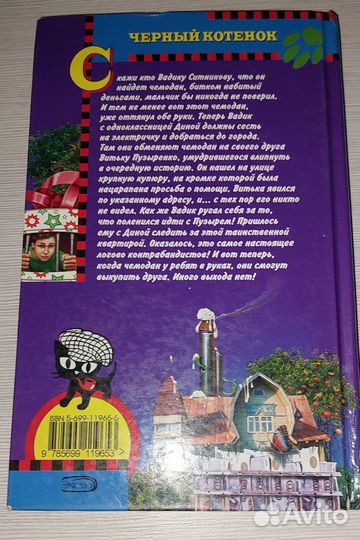 ЧЕРНЫЙ КОТЕНОК
Скажи кто Вадику Ситникову, что он
найдет чемодан, битком набитый
деньгами, мальчик бы никогда не поверил.
И тем не менее вот этот чемодан,
уже оттянул обе руки. Теперь Вадик
с одноклассницей Диной должны сесть
на электричку и добраться до города.
Там они обменяют чемодан на своего друга
Витьку Пузыренко, умудрившегося влипнуть
в очередную историю. Он нашел на улице
крупную купюру, на кромке которой была
нацарапана просьба о помощи. Витька явился
по указанному адресу, и... с тех пор его никто
не видел. Как же Вадик ругал себя за то,
что поленился идти с Пузырем! Пришлось
ему с Диной следить за этой таинственной
квартирой. Оказалось, это самое настоящее
логово контрабандистов! И вот теперь,
когда чемодан у ребят в руках, они смогут
выкупить друга. Иного выхода нет!
ISBN 5-699-11965-5
9 785699 119653
ЭКСМО
Avito